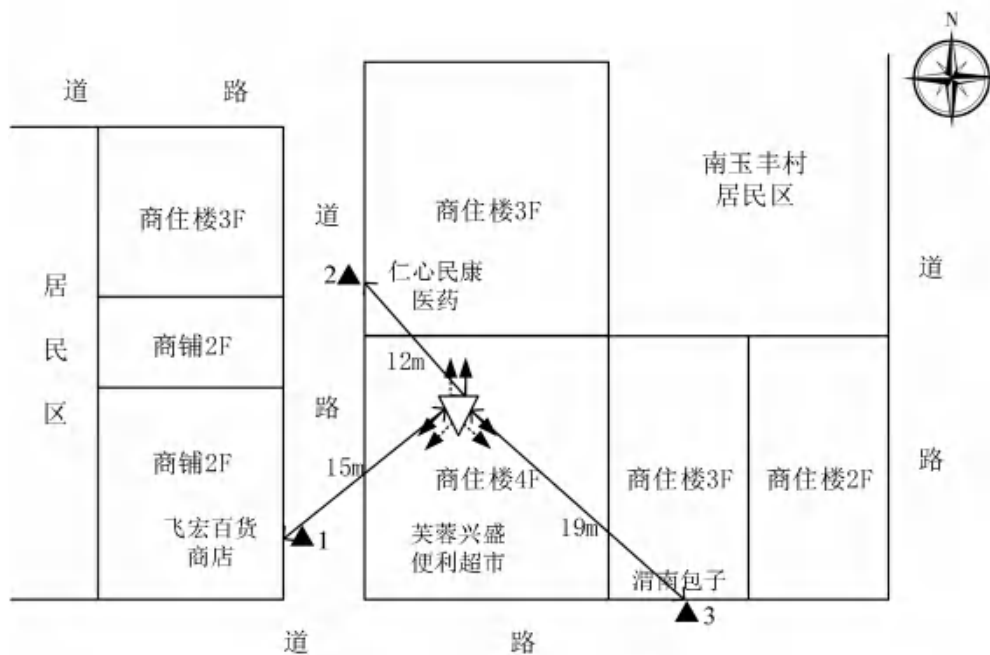 N
道 路
商住楼3F
南玉丰村
居民区
道
商住楼3F
道
居
民
区
2
仁心民康
医药
商铺2F
12m
路
路
商铺2F
15m
商住楼4F
商住楼3F
商住楼2F
飞宏百货
商店
1
芙蓉兴盛
便利超市
19m
渭南包子
3
道 路